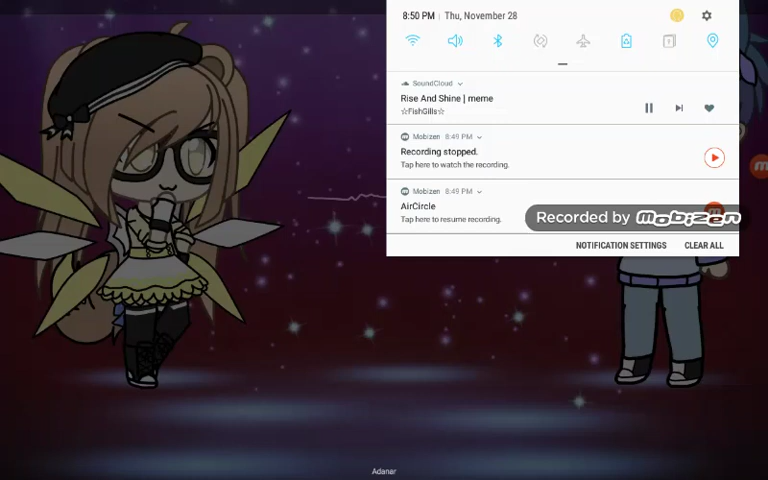 8:50 PM | Thu, November 28
SoundCloud
Rise And Shine | meme
☆FishGills☆
Mobizen 8:49 PM
Recording stopped.
Tap here to watch the recording.
Mobizen 8:49 PM
AirCircle
Tap here to resume recording.
Recorded by mobizen
NOTIFICATION SETTINGS CLEAR ALL
Adanar